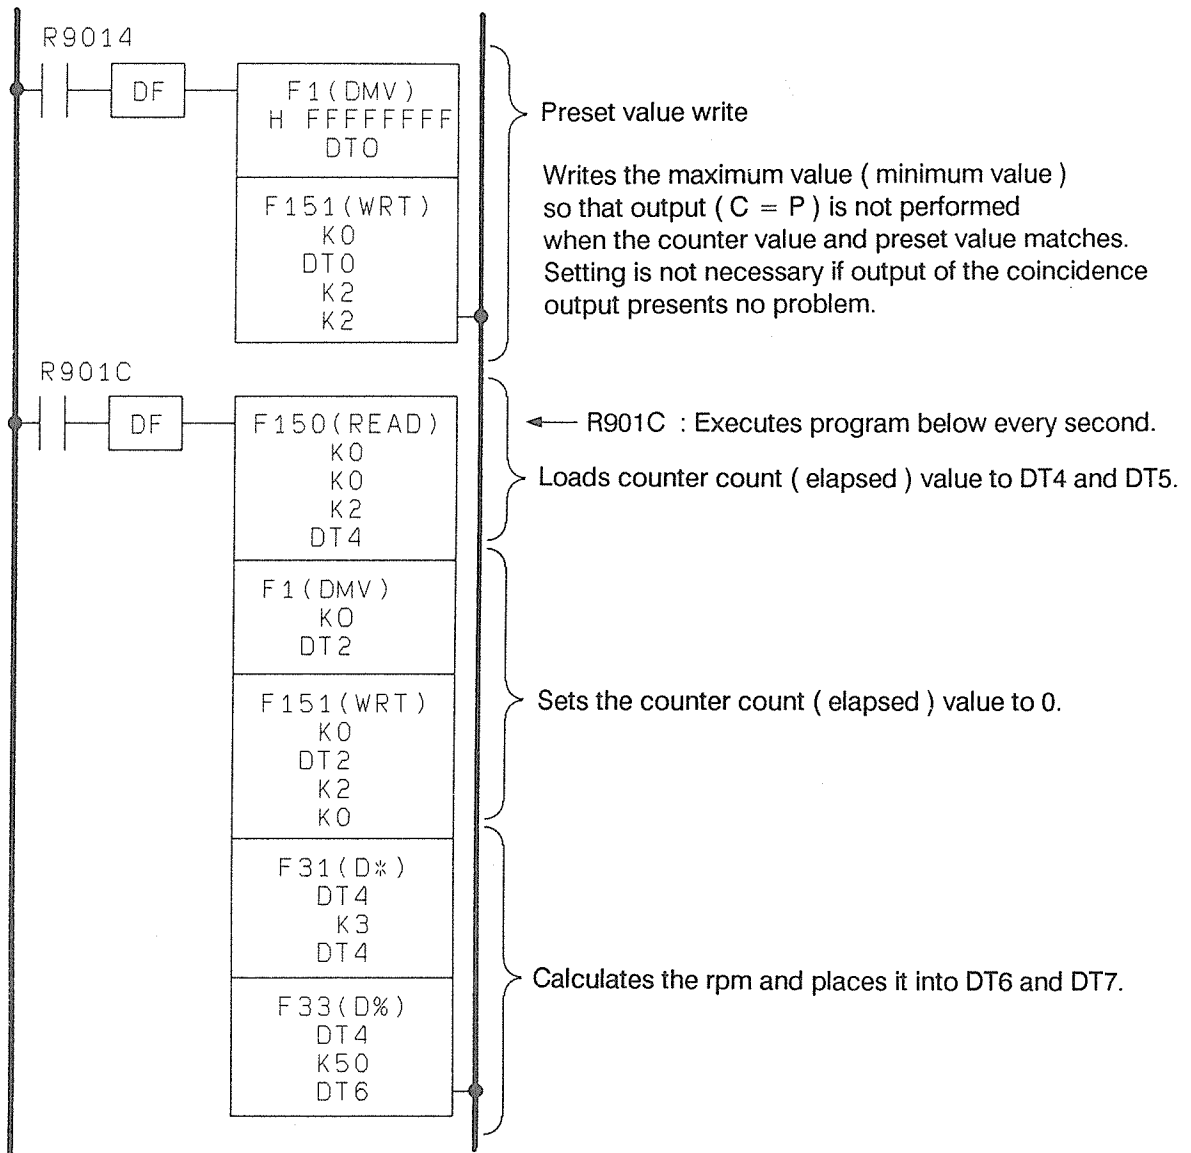 R9014
DF
F1(DMV)
H FFFFFFFF
DT0
F151(WRT)
K0
DT0
K2
K2
Preset value write
Writes the maximum value ( minimum value )
so that output ( C = P ) is not performed
when the counter value and preset value matches.
Setting is not necessary if output of the coincidence
output presents no problem.
R901C
DF
F150(READ)
K0
K0
K2
DT4
R901C : Executes program below every second.
Loads counter count ( elapsed ) value to DT4 and DT5.
F1(DMV)
K0
DT2
F151(WRT)
K0
DT2
K2
K0
Sets the counter count ( elapsed ) value to 0.
F31(D*)
DT4
K3
DT4
F33(D%)
DT4
K50
DT6
Calculates the rpm and places it into DT6 and DT7.